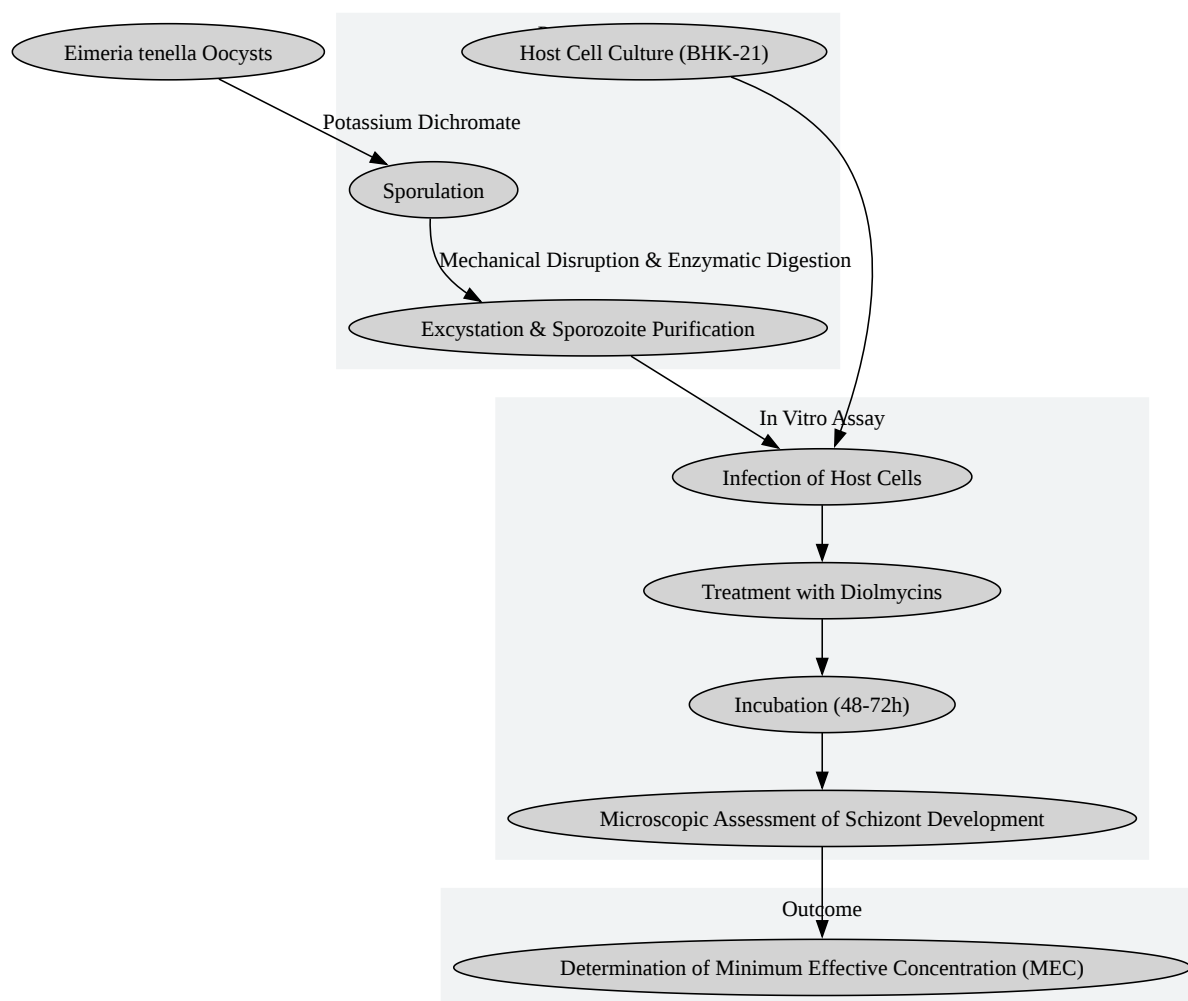 Eimeria tenella Oocysts
Host Cell Culture (BHK-21)
Potassium Dichromate
Sporulation
Mechanical Disruption & Enzymatic Digestion
Excystation & Sporozoite Purification
In Vitro Assay
Infection of Host Cells
Treatment with Diolmycins
Incubation (48-72h)
Microscopic Assessment of Schizont Development
Outcome
Determination of Minimum Effective Concentration (MEC)